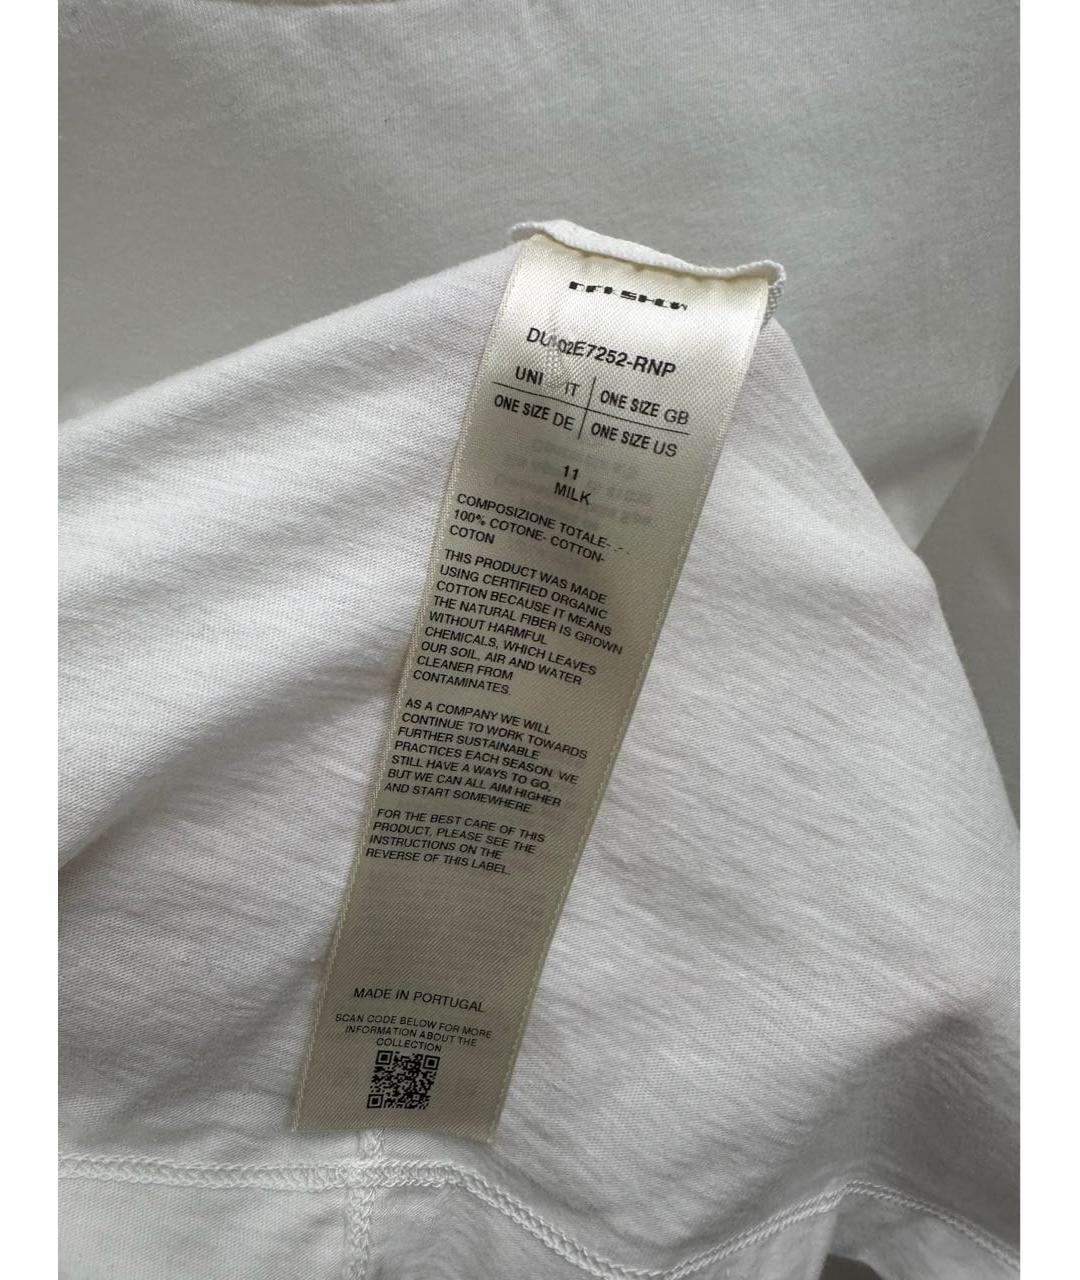 DU02E7252-RNP
UNI IT ONE SIZE GB
ONE SIZE DE ONE SIZE US
11
MILK
COMPOSIZIONE TOTALE-
100% COTONE- COTTON-
COTON
THIS PRODUCT WAS MADE
USING CERTIFIED ORGANIC
COTTON BECAUSE IT MEANS
THE NATURAL FIBER IS GROWN
WITHOUT HARMFUL
CHEMICALS, WHICH LEAVES
OUR SOIL, AIR AND WATER
CLEANER FROM
CONTAMINATES.
AS A COMPANY WE WILL
CONTINUE TO WORK TOWARDS
FURTHER SUSTAINABLE
PRACTICES EACH SEASON. WE
STILL HAVE A WAYS TO GO,
BUT WE CAN ALL AIM HIGHER
AND START SOMEWHERE.
FOR THE BEST CARE OF THIS
PRODUCT, PLEASE SEE THE
INSTRUCTIONS ON THE
REVERSE OF THIS LABEL.
MADE IN PORTUGAL
SCAN CODE BELOW FOR MORE
INFORMATION ABOUT THE
COLLECTION